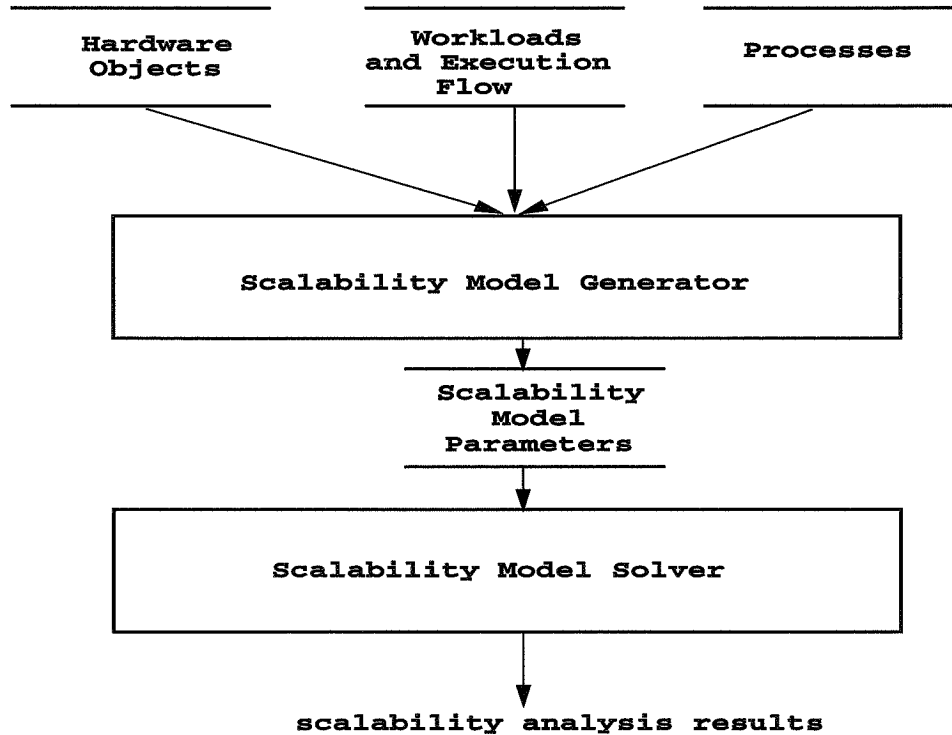 Hardware
Objects
Workloads
and Execution
Flow
Processes
Scalability Model Generator
Scalability
Model
Parameters
Scalability Model Solver
scalability analysis results